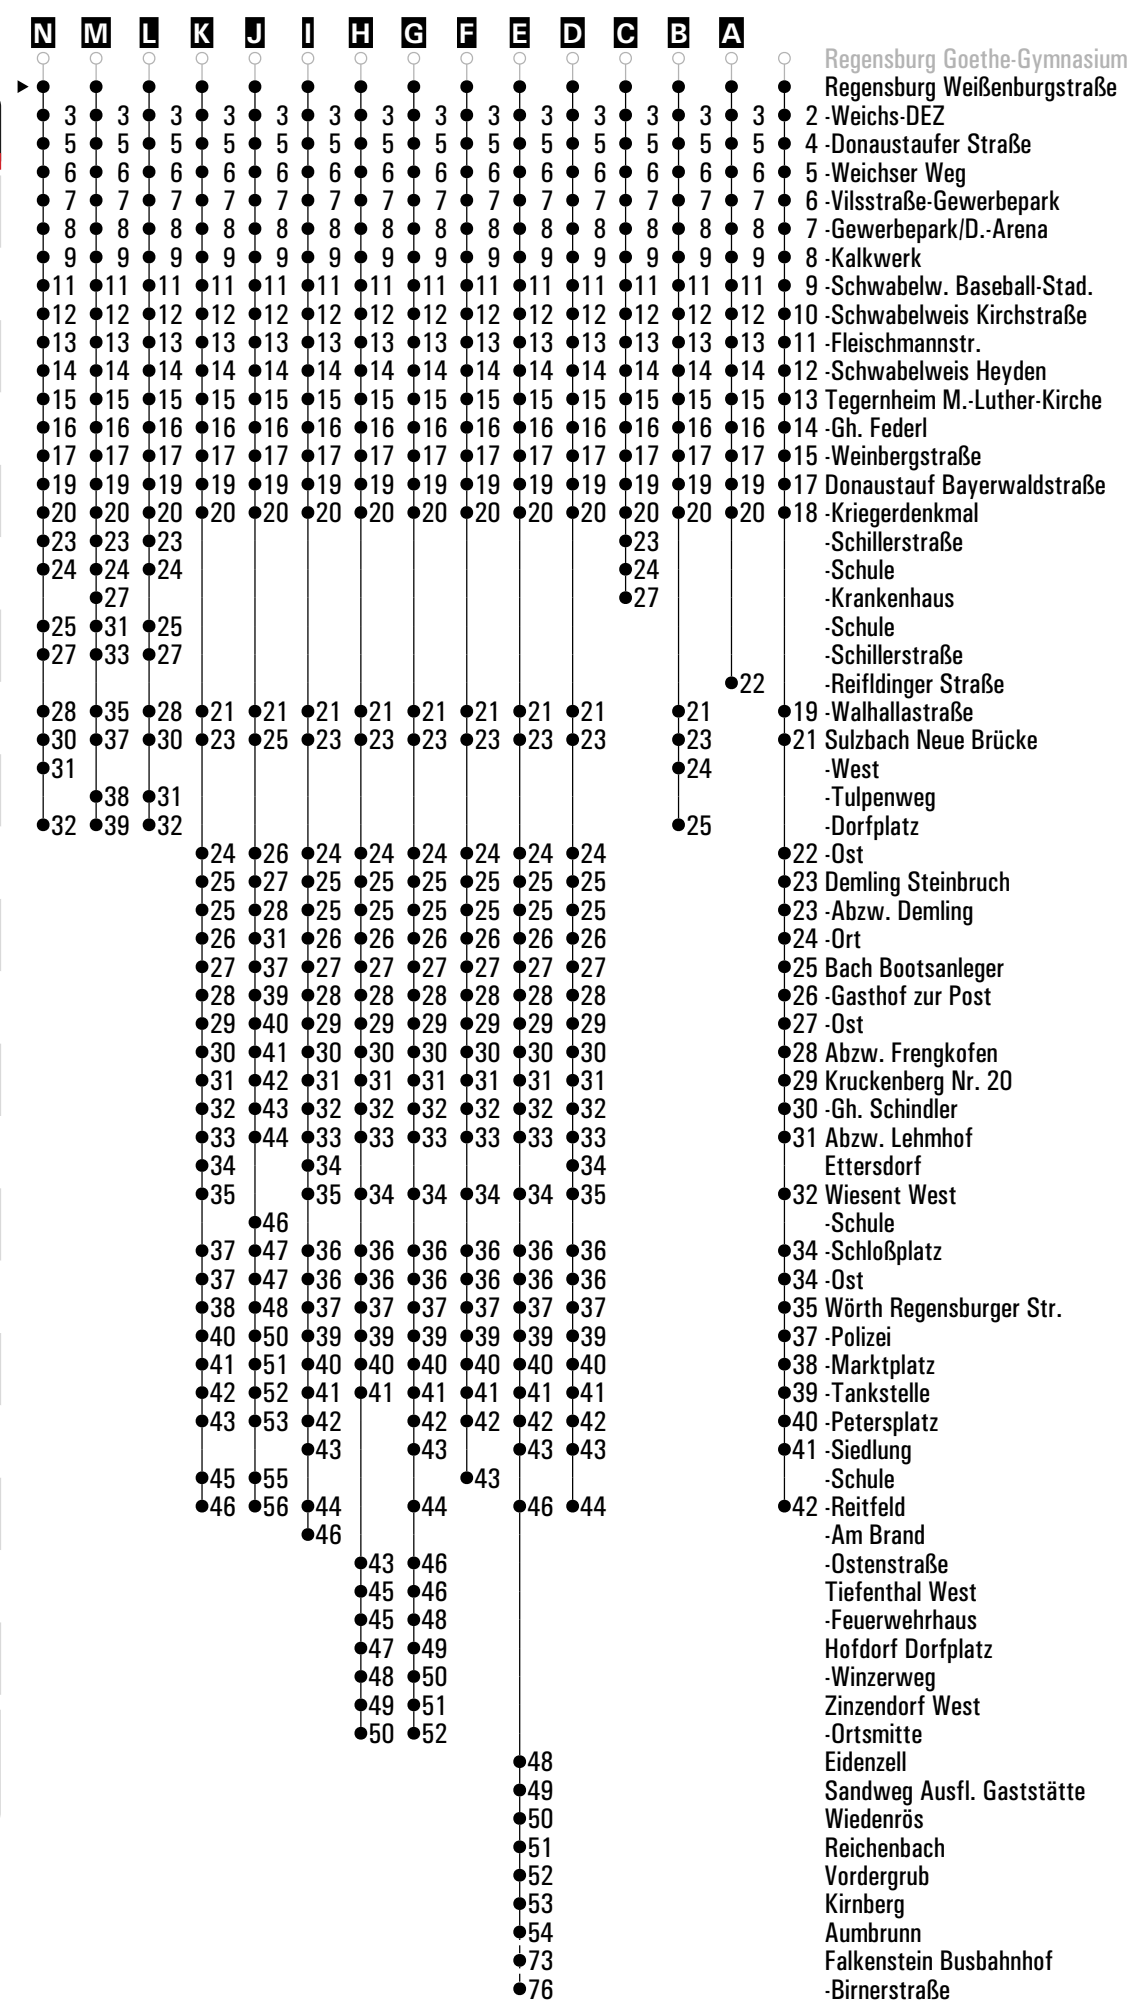 N M L K J I H G F E D C B A
Regensburg Goethe-Gymnasium
Regensburg Weißenburgstraße
3 3 3 3 3 3 3 3 3 3 3 3 3 3 2 -Weichs-DEZ
5 5 5 5 5 5 5 5 5 5 5 5 5 5 4 -Donaustaufer Straße
6 6 6 6 6 6 6 6 6 6 6 6 6 6 5 -Weichser Weg
7 7 7 7 7 7 7 7 7 7 7 7 7 7 6 -Vilsstraße-Gewerbepark
8 8 8 8 8 8 8 8 8 8 8 8 8 8 7 -Gewerbepark/D.-Arena
9 9 9 9 9 9 9 9 9 9 9 9 9 9 8 -Kalkwerk
11 11 11 11 11 11 11 11 11 11 11 11 11 11 9 -Schwabelw. Baseball-Stad.
12 12 12 12 12 12 12 12 12 12 12 12 12 12 10 -Schwabelweis Kirchstraße
13 13 13 13 13 13 13 13 13 13 13 13 13 13 11 -Fleischmannstr.
14 14 14 14 14 14 14 14 14 14 14 14 14 14 12 -Schwabelweis Heyden
15 15 15 15 15 15 15 15 15 15 15 15 15 15 13 Tegernheim M.-Luther-Kirche
16 16 16 16 16 16 16 16 16 16 16 16 16 16 14 -Gh. Federl
17 17 17 17 17 17 17 17 17 17 17 17 17 17 15 -Weinbergstraße
19 19 19 19 19 19 19 19 19 19 19 19 19 19 17 Donaustauf Bayerwaldstraße
20 20 20 20 20 20 20 20 20 20 20 20 20 20 18 -Kriegerdenkmal
23 23 23 23 -Schillerstraße
24 24 24 24 -Schule
27 27 -Krankenhaus
25 31 25 -Schule
27 33 27 -Schillerstraße
22 -Reifldinger Straße
28 35 28 21 21 21 21 21 21 21 21 21 19 -Walhallastraße
30 37 30 23 25 23 23 23 23 23 23 23 21 Sulzbach Neue Brücke
31 24 -West
38 31 -Tulpenweg
32 39 32 25 -Dorfplatz
24 26 24 24 24 24 24 24 22 -Ost
25 27 25 25 25 25 25 25 23 Demling Steinbruch
25 28 25 25 25 25 25 25 23 -Abzw. Demling
26 31 26 26 26 26 26 26 24 -Ort
27 37 27 27 27 27 27 27 25 Bach Bootsanleger
28 39 28 28 28 28 28 28 26 -Gasthof zur Post
29 40 29 29 29 29 29 29 27 -Ost
30 41 30 30 30 30 30 30 28 Abzw. Frengkofen
31 42 31 31 31 31 31 31 29 Kruckenberg Nr. 20
32 43 32 32 32 32 32 32 30 -Gh. Schindler
33 44 33 33 33 33 33 33 31 Abzw. Lehmhof
34 34 34 Ettersdorf
35 35 34 34 34 34 35 32 Wiesent West
46 -Schule
37 47 36 36 36 36 36 36 34 -Schloßplatz
37 47 36 36 36 36 36 36 34 -Ost
38 48 37 37 37 37 37 37 35 Wörth Regensburger Str.
40 50 39 39 39 39 39 39 37 -Polizei
41 51 40 40 40 40 40 40 38 -Marktplatz
42 52 41 41 41 41 41 41 39 -Tankstelle
43 53 42 42 42 42 42 40 -Petersplatz
43 43 43 43 41 -Siedlung
45 55 43 -Schule
46 56 44 44 46 44 42 -Reitfeld
46 -Am Brand
43 46 -Ostenstraße
45 46 Tiefenthal West
45 48 -Feuerwehrhaus
47 49 Hofdorf Dorfplatz
48 50 -Winzerweg
49 51 Zinzendorf West
50 52 -Ortsmitte
48 Eidenzell
49 Sandweg Ausfl. Gaststätte
50 Wiedenrös
51 Reichenbach
52 Vordergrub
53 Kirnberg
54 Aumbrunn
73 Falkenstein Busbahnhof
76 -Birnerstraße